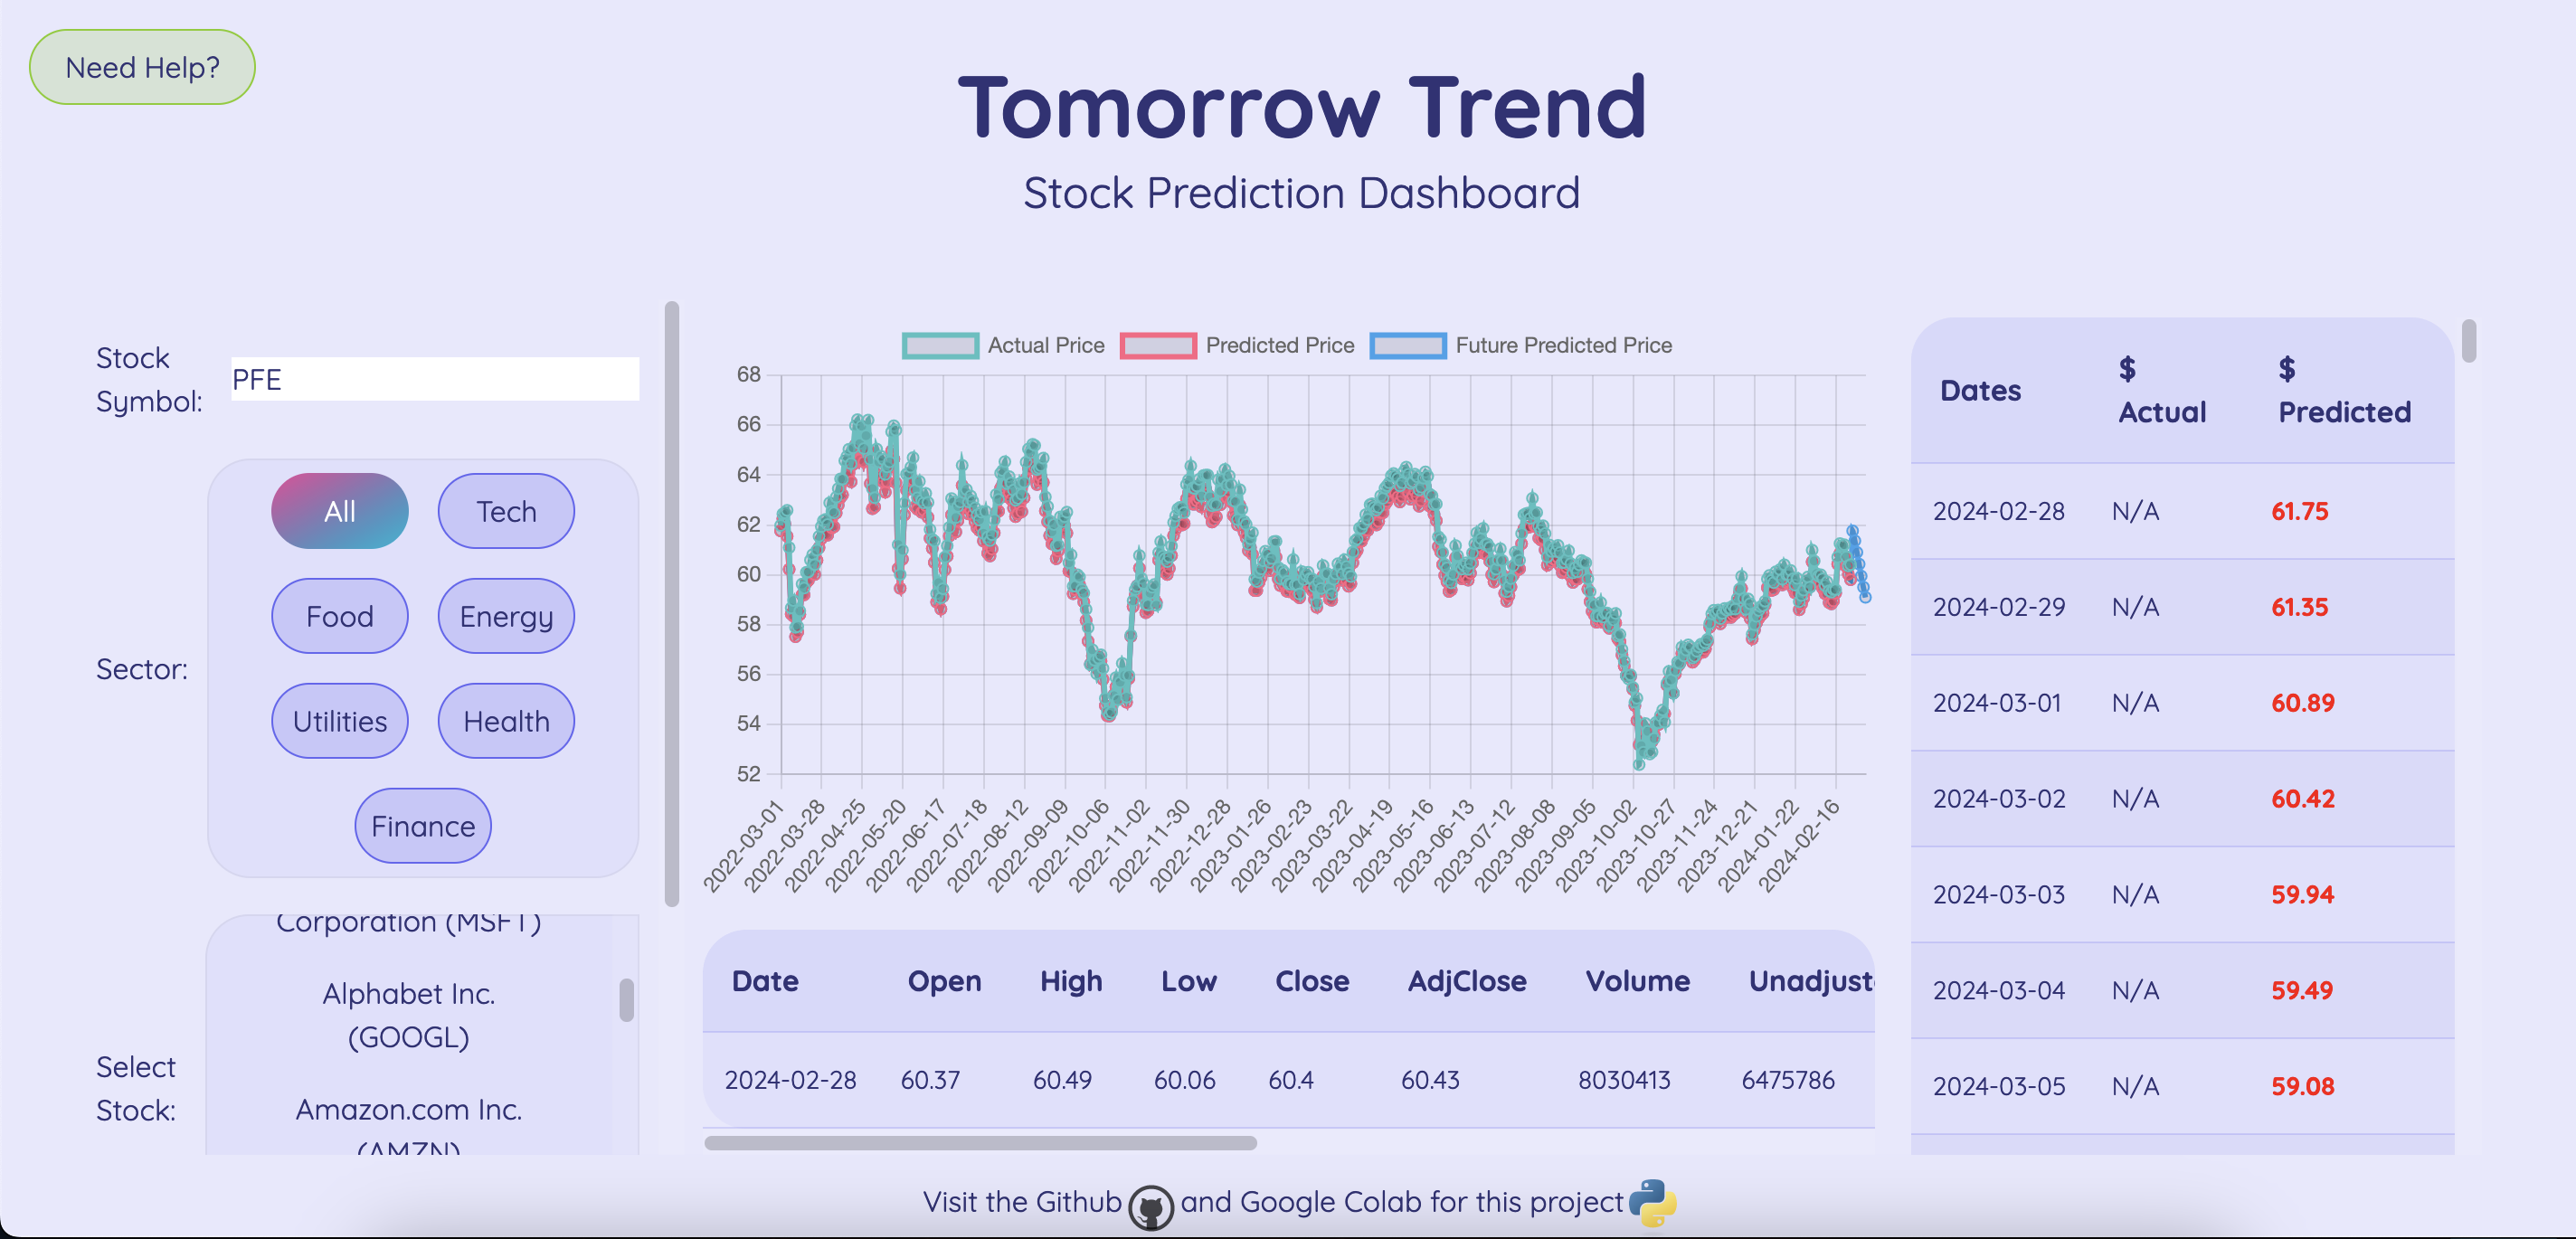 Need Help?
Tomorrow Trend
Stock Prediction Dashboard
Stock
Symbol:
PFE
Sector:
All
Tech
Food
Energy
Utilities
Health
Finance
Select
Stock:
Corporation (MSFT)
Alphabet Inc.
(GOOGL)
Amazon.com Inc.
(AMZN)
Actual Price
Predicted Price
Future Predicted Price
68
66
64
62
60
58
56
54
52
2022-03-01
2022-03-28
2022-04-25
2022-05-20
2022-06-17
2022-07-18
2022-08-12
2022-09-09
2022-10-06
2022-11-02
2022-11-30
2022-12-28
2023-01-26
2023-02-23
2023-03-22
2023-04-19
2023-05-16
2023-06-13
2023-07-12
2023-08-08
2023-09-05
2023-10-02
2023-10-27
2023-11-24
2023-12-21
2024-01-22
2024-02-16
Date Open High Low Close AdjClose Volume Unadjust
2024-02-28 60.37 60.49 60.06 60.4 60.43 8030413 6475786
Dates $ Actual $ Predicted
2024-02-28 N/A 61.75
2024-02-29 N/A 61.35
2024-03-01 N/A 60.89
2024-03-02 N/A 60.42
2024-03-03 N/A 59.94
2024-03-04 N/A 59.49
2024-03-05 N/A 59.08
Visit the Github and Google Colab for this project